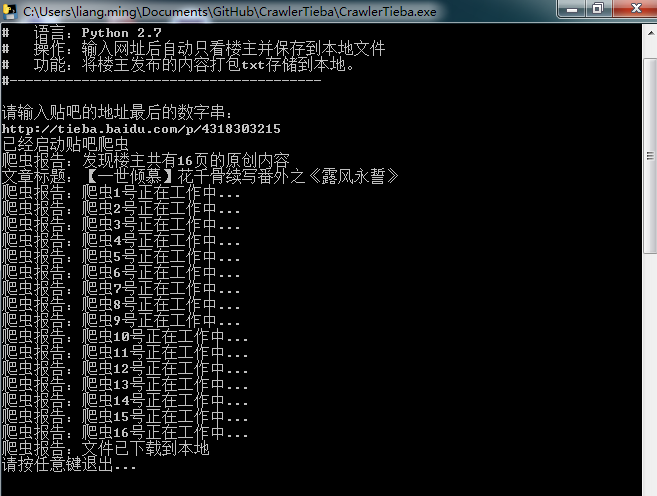 C:\Users\liang.ming\Documents\GitHub\CrawlerTieba\CrawlerTieba.exe
#   语言：Python 2.7
#   操作：输入网址后自动只看楼主并保存到本地文件
#   功能：将楼主发布的内容打包txt存储到本地。
#---------------------------------------
请输入贴吧的地址最后的数字串：
http://tieba.baidu.com/p/4318303215
已经启动贴吧爬虫
爬虫报告：发现楼主共有16页的原创内容
文章标题：【一世倾慕】花千骨续写番外之《露风永誓》
爬虫报告：爬虫1号正在工作中...
爬虫报告：爬虫2号正在工作中...
爬虫报告：爬虫3号正在工作中...
爬虫报告：爬虫4号正在工作中...
爬虫报告：爬虫5号正在工作中...
爬虫报告：爬虫6号正在工作中...
爬虫报告：爬虫7号正在工作中...
爬虫报告：爬虫8号正在工作中...
爬虫报告：爬虫9号正在工作中...
爬虫报告：爬虫10号正在工作中...
爬虫报告：爬虫11号正在工作中...
爬虫报告：爬虫12号正在工作中...
爬虫报告：爬虫13号正在工作中...
爬虫报告：爬虫14号正在工作中...
爬虫报告：爬虫15号正在工作中...
爬虫报告：爬虫16号正在工作中...
爬虫报告：文件已下载到本地
请按任意键退出...